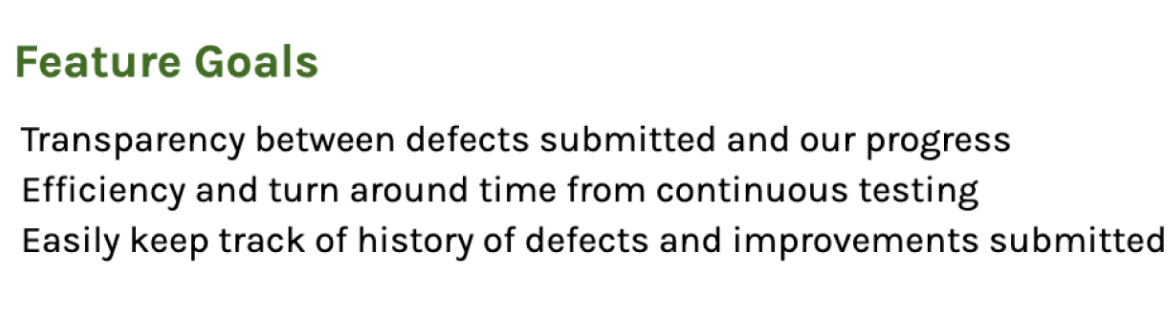 Feature Goals
Transparency between defects submitted and our progress
Efficiency and turn around time from continuous testing
Easily keep track of history of defects and improvements submitted